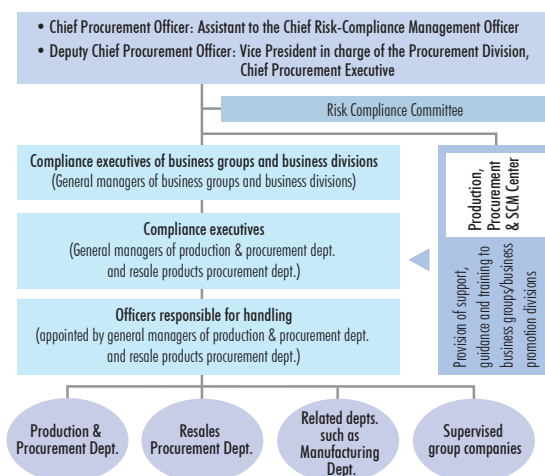 • Chief Procurement Officer: Assistant to the Chief Risk-Compliance Management Officer
• Deputy Chief Procurement Officer: Vice President in charge of the Procurement Division,
Chief Procurement Executive
Risk Compliance Committee
Compliance executives of business groups and business divisions
(General managers of business groups and business divisions)
Compliance executives
(General managers of production & procurement dept.
and resale products procurement dept.)
Officers responsible for handling
(appointed by general managers of production & procurement dept.
and resale products procurement dept.)
Production,
Procurement
& SCM Center
Provision of support,
guidance and training to
business groups/business
promotion divisions
Production &
Procurement Dept.
Resales
Procurement Dept.
Related depts.
such as
Manufacturing
Dept.
Supervised
group companies